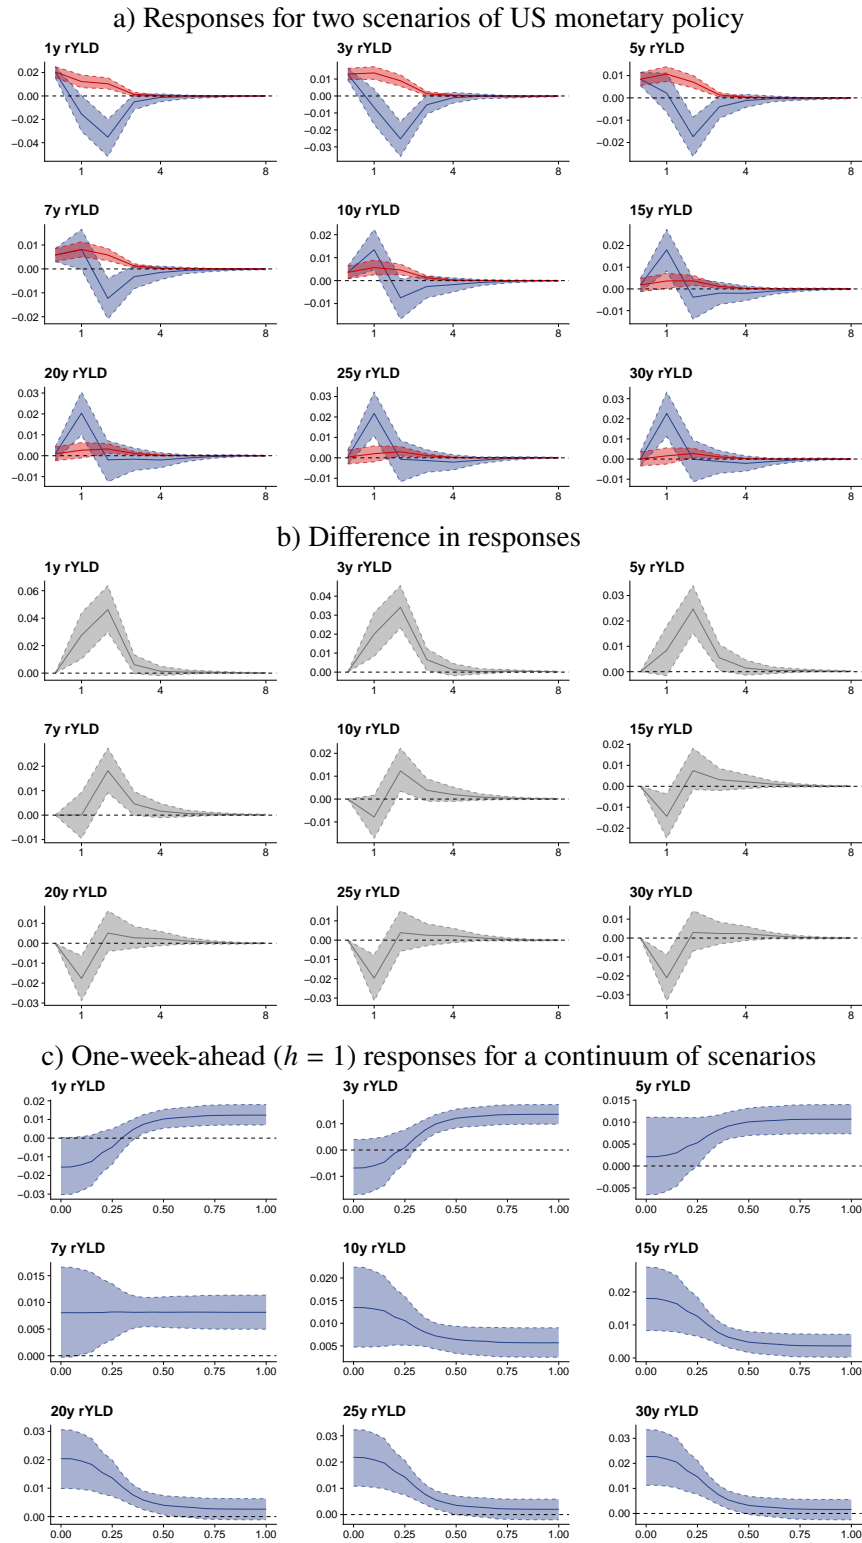 a) Responses for two scenarios of US monetary policy
1y rYLD 3y rYLD 5y rYLD
0.02 0.00 −0.02 −0.04 1 4 8
0.01 0.00 −0.01 −0.02 −0.03 1 4 8
0.01 0.00 −0.01 −0.02 1 4 8
7y rYLD 10y rYLD 15y rYLD
0.01 0.00 −0.01 −0.02 1 4 8
0.02 0.01 0.00 −0.01 1 4 8
0.02 0.01 0.00 −0.01 1 4 8
20y rYLD 25y rYLD 30y rYLD
0.03 0.02 0.01 0.00 −0.01 1 4 8
0.03 0.02 0.01 0.00 −0.01 1 4 8
0.03 0.02 0.01 0.00 −0.01 1 4 8
b) Difference in responses
1y rYLD 3y rYLD 5y rYLD
0.06 0.04 0.02 0.00 1 4 8
0.04 0.03 0.02 0.01 0.00 1 4 8
0.03 0.02 0.01 0.00 1 4 8
7y rYLD 10y rYLD 15y rYLD
0.02 0.01 0.00 −0.01 1 4 8
0.02 0.01 0.00 −0.01 1 4 8
0.01 0.00 −0.01 −0.02 1 4 8
20y rYLD 25y rYLD 30y rYLD
0.01 0.00 −0.01 −0.02 −0.03 1 4 8
0.01 0.00 −0.01 −0.02 −0.03 1 4 8
0.01 0.00 −0.01 −0.02 −0.03 1 4 8
c) One-week-ahead (h = 1) responses for a continuum of scenarios
1y rYLD 3y rYLD 5y rYLD
0.02 0.01 0.00 −0.01 −0.02 −0.03 0.00 0.25 0.50 0.75 1.00
0.01 0.00 −0.01 0.00 0.25 0.50 0.75 1.00
0.015 0.010 0.005 0.000 −0.005 0.00 0.25 0.50 0.75 1.00
7y rYLD 10y rYLD 15y rYLD
0.015 0.010 0.005 0.000 0.00 0.25 0.50 0.75 1.00
0.020 0.015 0.010 0.005 0.00 0.25 0.50 0.75 1.00
0.02 0.01 0.00 0.00 0.25 0.50 0.75 1.00
20y rYLD 25y rYLD 30y rYLD
0.03 0.02 0.01 0.00 0.00 0.25 0.50 0.75 1.00
0.03 0.02 0.01 0.00 0.00 0.25 0.50 0.75 1.00
0.03 0.02 0.01 0.00 0.00 0.25 0.50 0.75 1.00